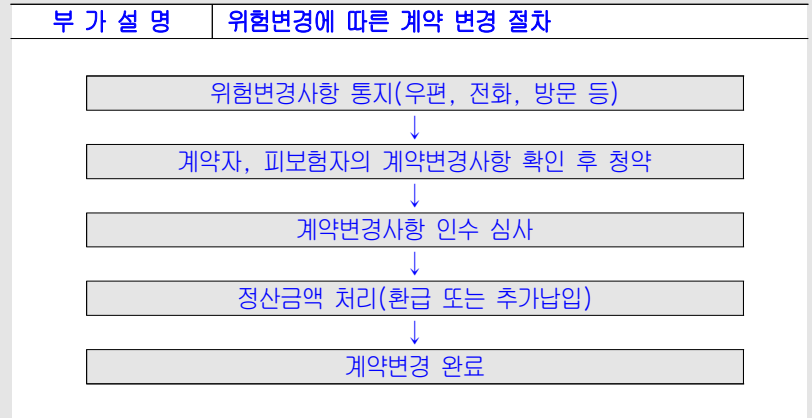 부 가 설 명 위험변경에 따른 계약 변경 절차
위험변경사항 통지(우편, 전화, 방문 등)
↓
계약자, 피보험자의 계약변경사항 확인 후 청약
↓
계약변경사항 인수 심사
↓
정산금액 처리(환급 또는 추가납입)
↓
계약변경 완료